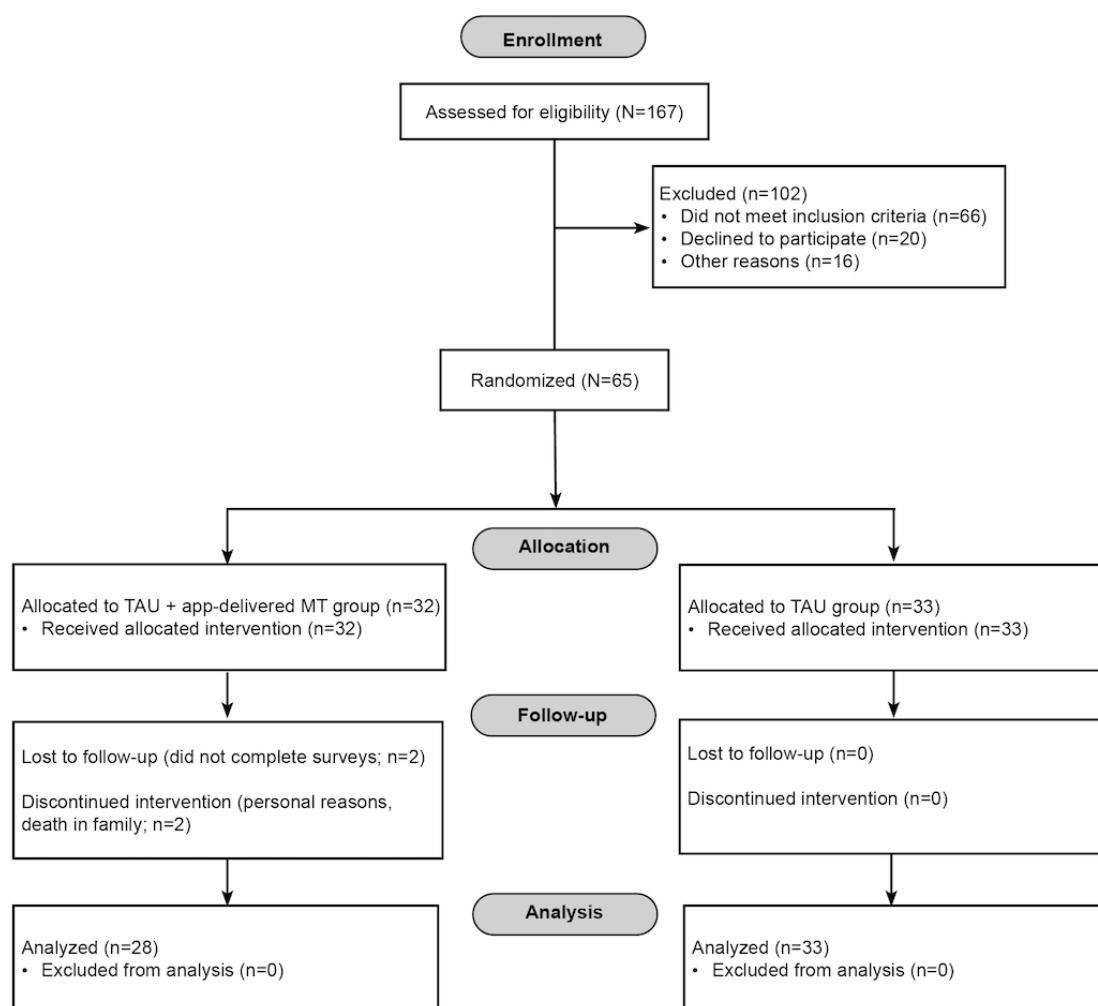 Enrollment
Assessed for eligibility (N=167)
Excluded (n=102)
• Did not meet inclusion criteria (n=66)
• Declined to participate (n=20)
• Other reasons (n=16)
Randomized (N=65)
Allocation
Allocated to TAU + app-delivered MT group (n=32)
• Received allocated intervention (n=32)
Allocated to TAU group (n=33)
• Received allocated intervention (n=33)
Follow-up
Lost to follow-up (did not complete surveys; n=2)
Discontinued intervention (personal reasons,
death in family; n=2)
Lost to follow-up (n=0)
Discontinued intervention (n=0)
Analysis
Analyzed (n=28)
• Excluded from analysis (n=0)
Analyzed (n=33)
• Excluded from analysis (n=0)